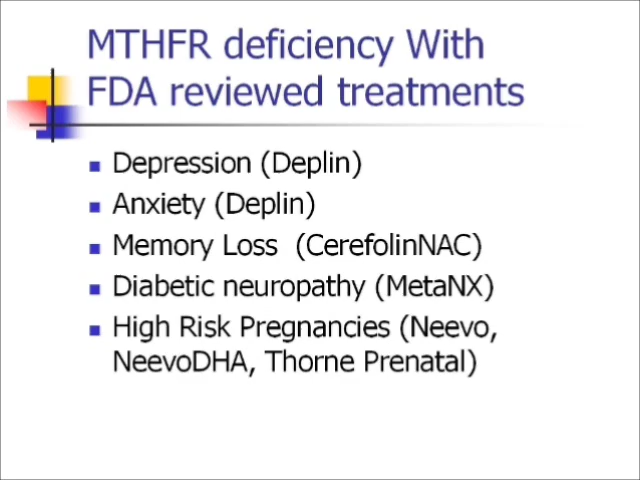 MTHFR deficiency With
FDA reviewed treatments
Depression (Deplin)
Anxiety (Deplin)
Memory Loss  (CerefolinNAC)
Diabetic neuropathy (MetaNX)
High Risk Pregnancies (Neevo,
NeevoDHA, Thorne Prenatal)